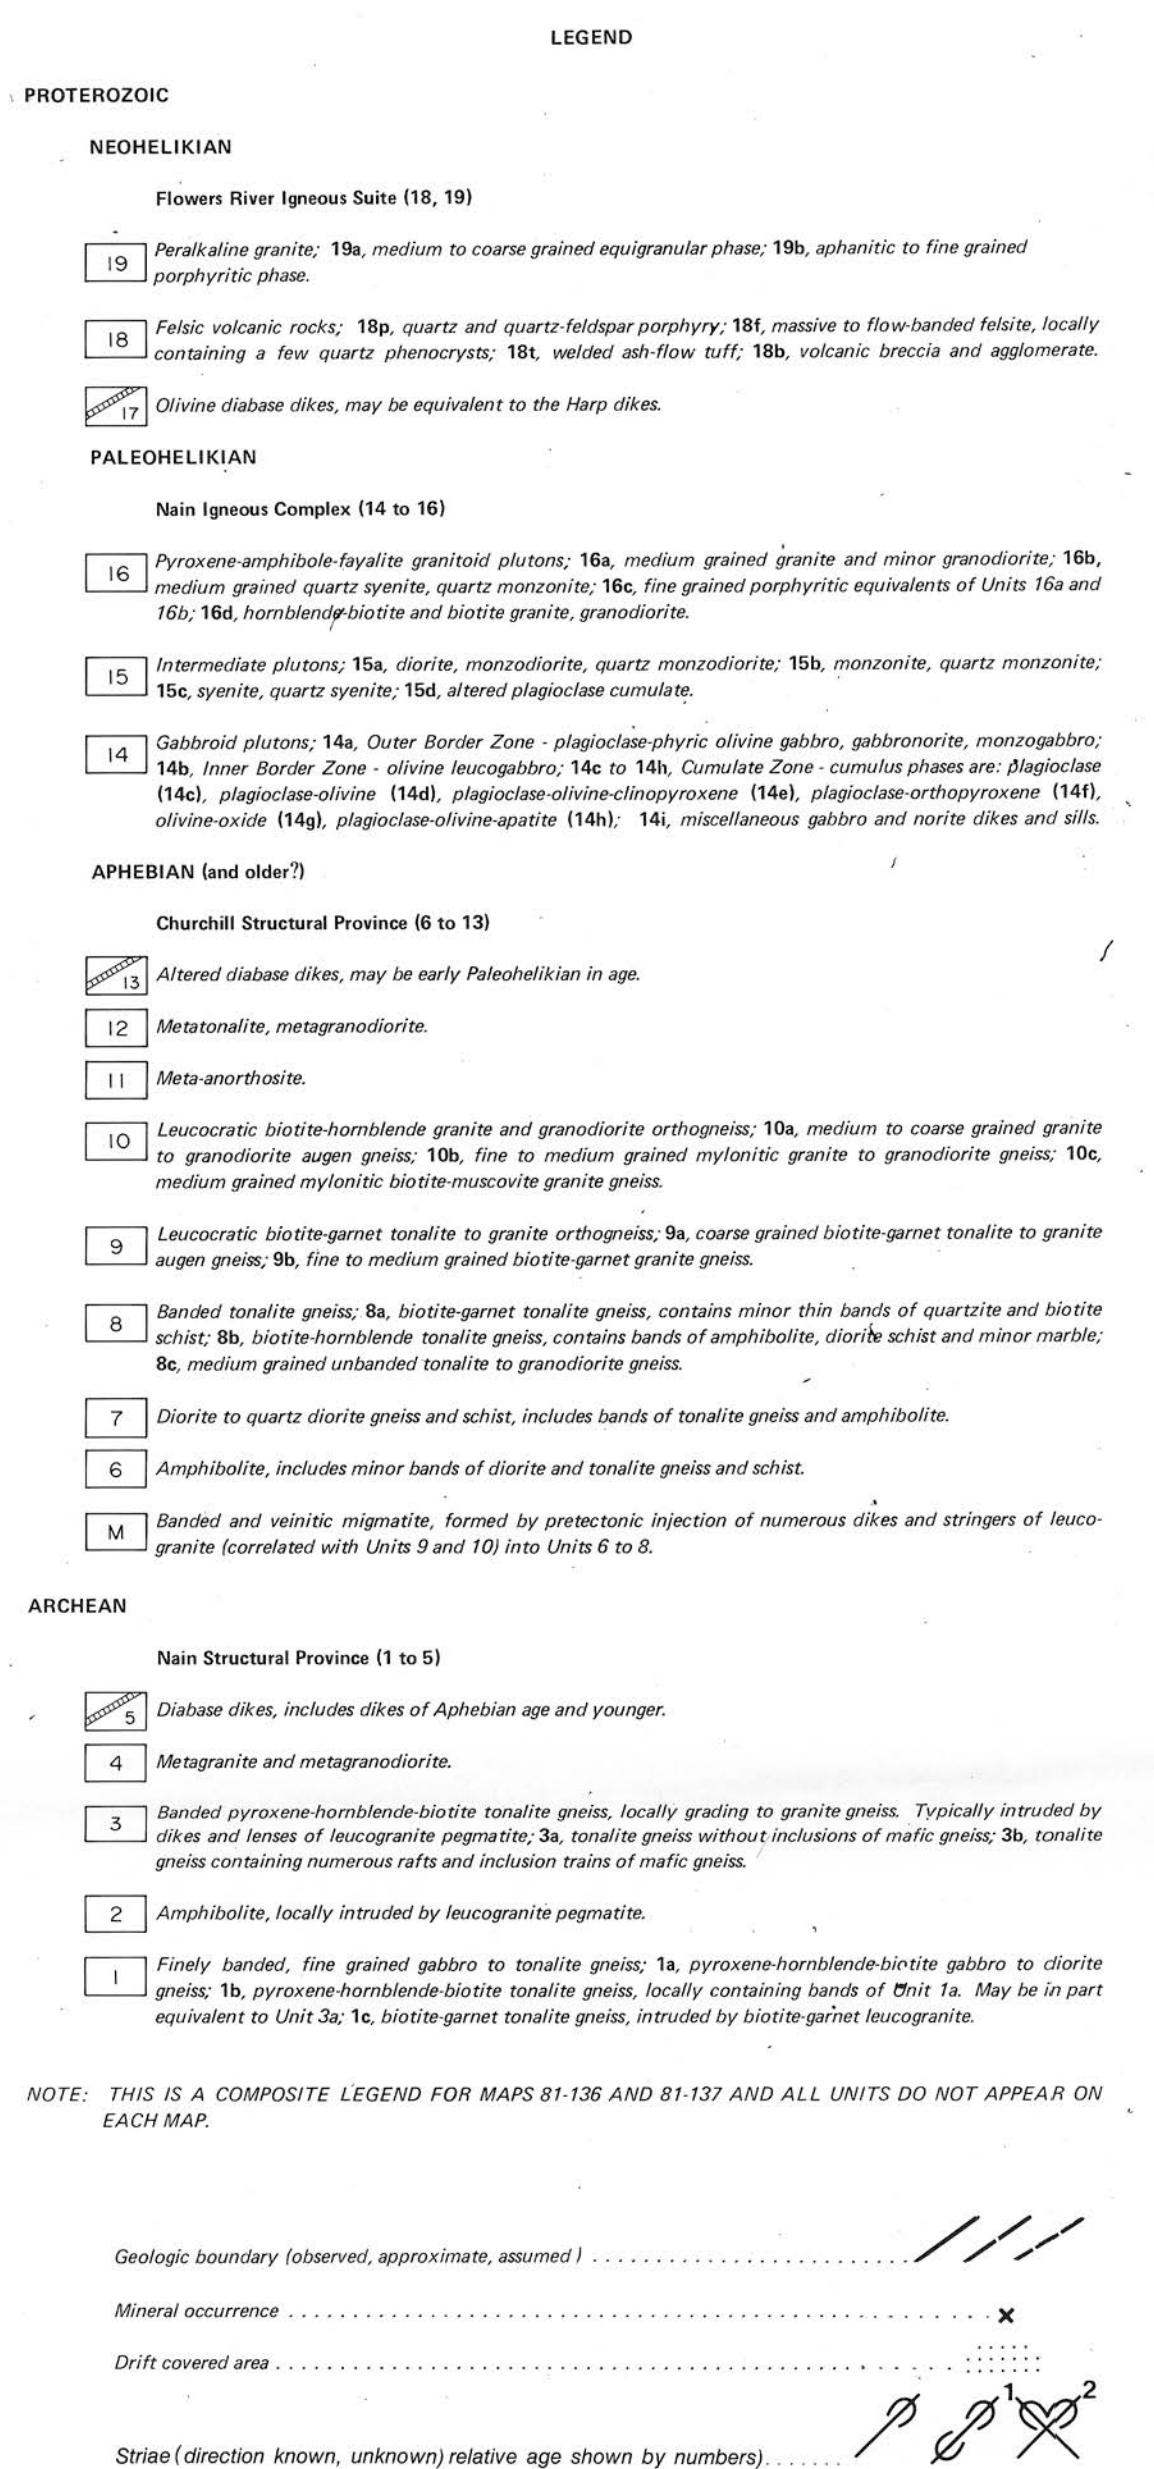 LEGEND
PROTEROZOIC
NEOHELIKIAN
Flowers River Igneous Suite (18, 19)
19 Peralkaline granite; 19a, medium to coarse grained equigranular phase; 19b, aphanitic to fine grained
porphyritic phase.
18 Felsic volcanic rocks; 18p, quartz and quartz-feldspar porphyry; 18f, massive to flow-banded felsite, locally
containing a few quartz phenocrysts; 18t, welded ash-flow tuff; 18b, volcanic breccia and agglomerate.
17 Olivine diabase dikes, may be equivalent to the Harp dikes.
PALEOHELIKIAN
Nain Igneous Complex (14 to 16)
16 Pyroxene-amphibole-fayalite granitoid plutons; 16a, medium grained granite and minor granodiorite; 16b,
medium grained quartz syenite, quartz monzonite; 16c, fine grained porphyritic equivalents of Units 16a and
16b; 16d, hornblende-biotite and biotite granite, granodiorite.
15 Intermediate plutons; 15a, diorite, monzodiorite, quartz monzodiorite; 15b, monzonite, quartz monzonite;
15c, syenite, quartz syenite; 15d, altered plagioclase cumulate.
14 Gabbroid plutons; 14a, Outer Border Zone - plagioclase-phyric olivine gabbro, gabbronorite, monzogabbro;
14b, Inner Border Zone - olivine leucogabbro; 14c to 14h, Cumulate Zone - cumulus phases are: plagioclase
(14c), plagioclase-olivine (14d), plagioclase-olivine-clinopyroxene (14e), plagioclase-orthopyroxene (14f),
olivine-oxide (14g), plagioclase-olivine-apatite (14h); 14i, miscellaneous gabbro and norite dikes and sills.
APHEBIAN (and older?)
Churchill Structural Province (6 to 13)
13 Altered diabase dikes, may be early Paleohelikian in age.
12 Metatonalite, metagranodiorite.
11 Meta-anorthosite.
10 Leucocratic biotite-hornblende granite and granodiorite orthogneiss; 10a, medium to coarse grained granite
to granodiorite augen gneiss; 10b, fine to medium grained mylonitic granite to granodiorite gneiss; 10c,
medium grained mylonitic biotite-muscovite granite gneiss.
9 Leucocratic biotite-garnet tonalite to granite orthogneiss; 9a, coarse grained biotite-garnet tonalite to granite
augen gneiss; 9b, fine to medium grained biotite-garnet granite gneiss.
8 Banded tonalite gneiss; 8a, biotite-garnet tonalite gneiss, contains minor thin bands of quartzite and biotite
schist; 8b, biotite-hornblende tonalite gneiss, contains bands of amphibolite, diorite schist and minor marble;
8c, medium grained unbanded tonalite to granodiorite gneiss.
7 Diorite to quartz diorite gneiss and schist, includes bands of tonalite gneiss and amphibolite.
6 Amphibolite, includes minor bands of diorite and tonalite gneiss and schist.
M Banded and veinitic migmatite, formed by pretectonic injection of numerous dikes and stringers of leuco-
granite (correlated with Units 9 and 10) into Units 6 to 8.
ARCHEAN
Nain Structural Province (1 to 5)
5 Diabase dikes, includes dikes of Aphebian age and younger.
4 Metagranite and metagranodiorite.
3 Banded pyroxene-hornblende-biotite tonalite gneiss, locally grading to granite gneiss. Typically intruded by
dikes and lenses of leucogranite pegmatite; 3a, tonalite gneiss without inclusions of mafic gneiss; 3b, tonalite
gneiss containing numerous rafts and inclusion trains of mafic gneiss.
2 Amphibolite, locally intruded by leucogranite pegmatite.
1 Finely banded, fine grained gabbro to tonalite gneiss; 1a, pyroxene-hornblende-biotite gabbro to diorite
gneiss; 1b, pyroxene-hornblende-biotite tonalite gneiss, locally containing bands of Unit 1a. May be in part
equivalent to Unit 3a; 1c, biotite-garnet tonalite gneiss, intruded by biotite-garnet leucogranite.
NOTE: THIS IS A COMPOSITE LEGEND FOR MAPS 81-136 AND 81-137 AND ALL UNITS DO NOT APPEAR ON
EACH MAP.
Geologic boundary (observed, approximate, assumed) . . . . . . . . . . . . . . . . . . . . . . . . .
Mineral occurrence . . . . . . . . . . . . . . . . . . . . . . . . . . . . . . . . . . . . . . . . . . . . . . . . . . . . . . . x
Drift covered area . . . . . . . . . . . . . . . . . . . . . . . . . . . . . . . . . . . . . . . . . . . . . . . . . . . . .
Striae (direction known, unknown) relative age shown by numbers) . . . . . . . 1 2